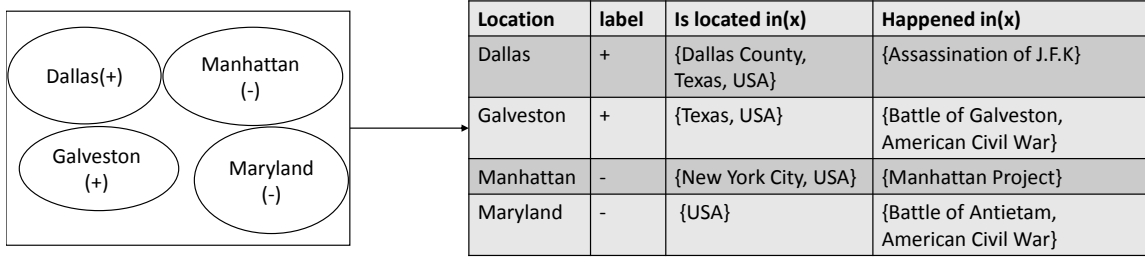 Dallas(+)
Manhattan
(-)
Galveston
(+)
Maryland
(-)
Location label Is located in(x) Happened in(x)
Dallas + {Dallas County, {Assassination of J.F.K}
Texas, USA}
Galveston + {Texas, USA} {Battle of Galveston,
American Civil War}
Manhattan - {New York City, USA} {Manhattan Project}
Maryland - {USA} {Battle of Antietam,
American Civil War}